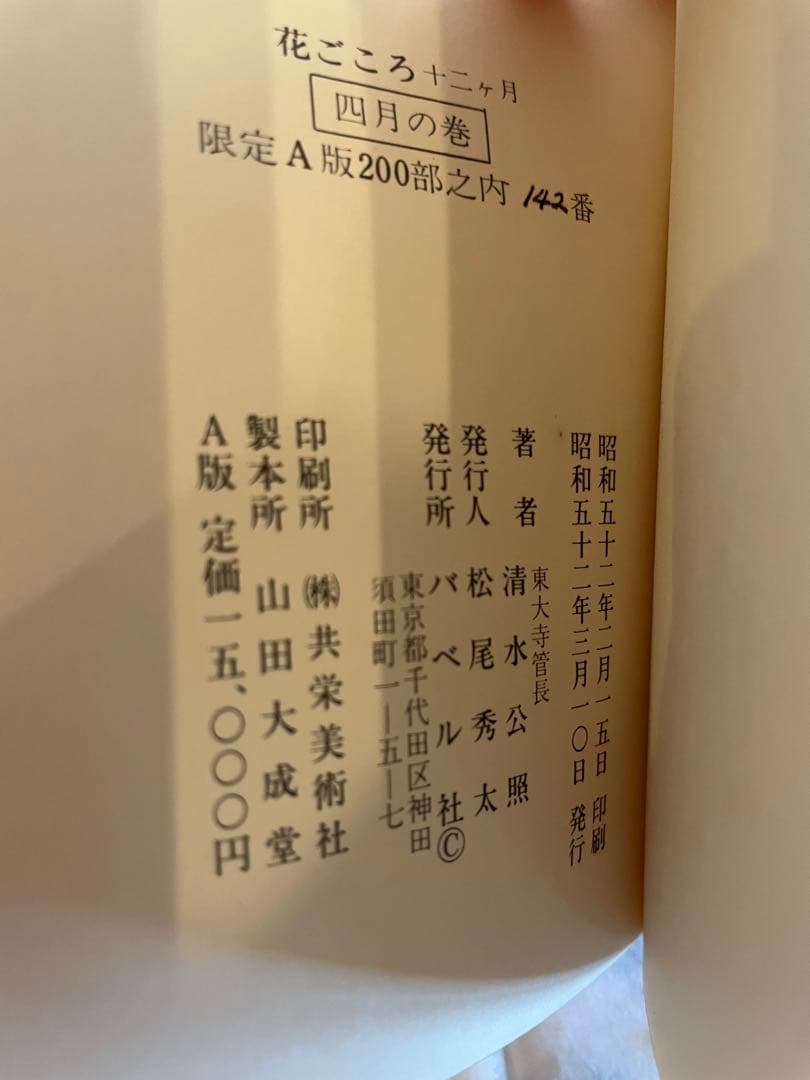 花ごころ十二ヶ月
四月の巻
限定A版200部之内 142番
昭和五十二年二月一五日 印刷
昭和五十二年三月一〇日 発行
東大寺管長
著者 清水公照
発行人 松尾秀太
発行所 バベル社©
東京都千代田区神田
須田町一―五―七
印刷所 ㈱共栄美術社
製本所 山田大成堂
A版 定価一五、〇〇〇円